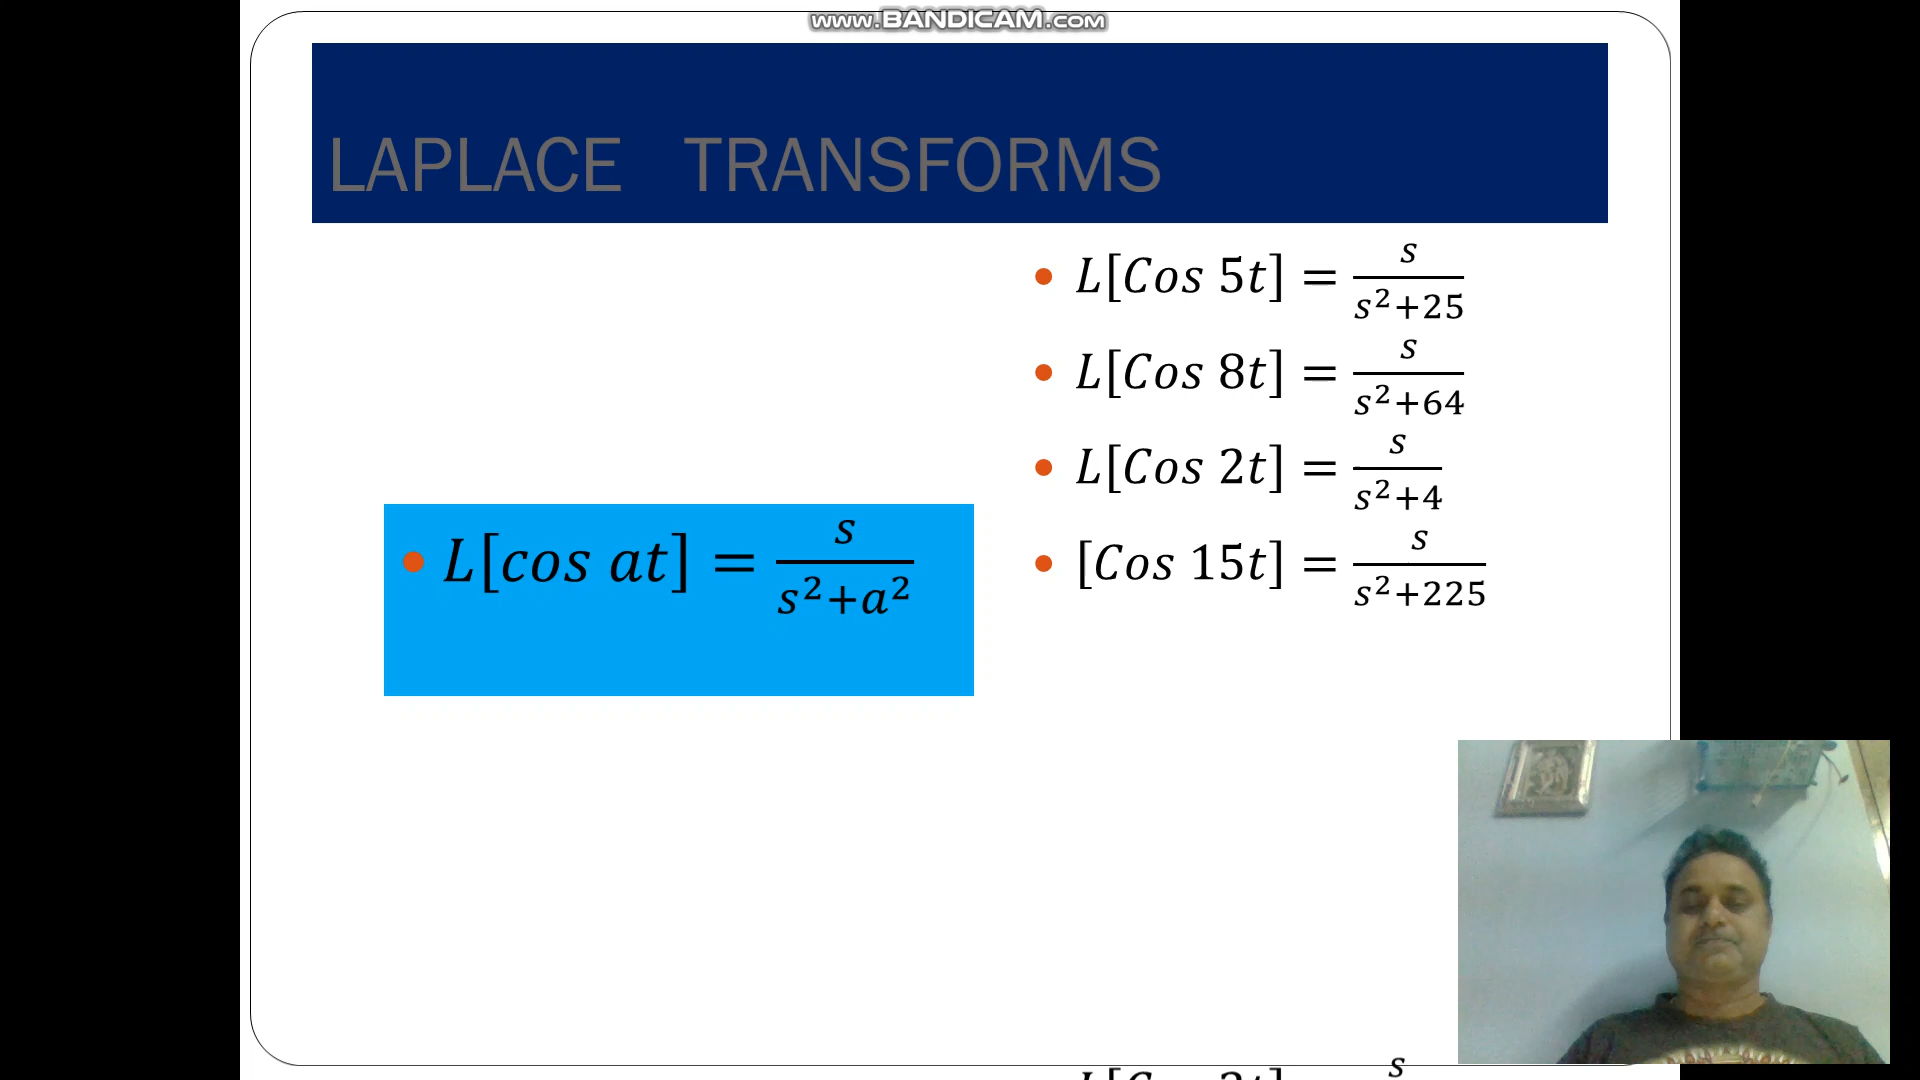 www.BANDICAM.com
LAPLACE TRANSFORMS
• L[Cos 5t] = s/(s²+25)
• L[Cos 8t] = s/(s²+64)
• L[Cos 2t] = s/(s²+4)
• [Cos 15t] = s/(s²+225)
• L[cos at] = s/(s²+a²)